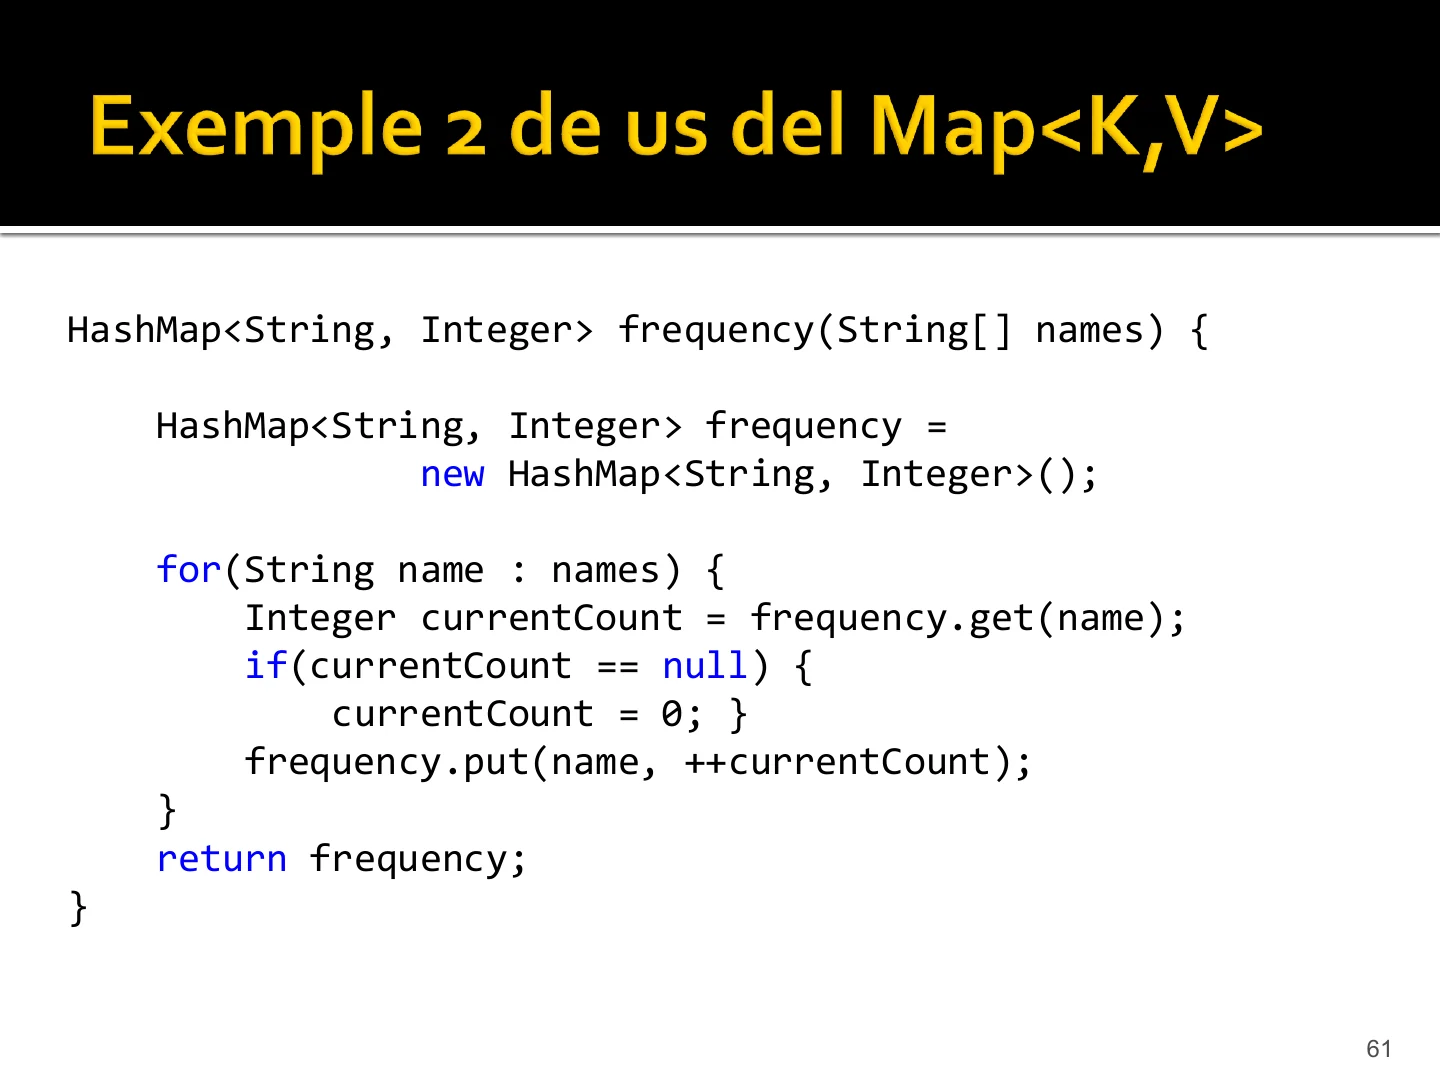 Exemple 2 de us del Map<K,V>
HashMap<String, Integer> frequency(String[] names) {
HashMap<String, Integer> frequency =
new HashMap<String, Integer>();
for(String name : names) {
Integer currentCount = frequency.get(name);
if(currentCount == null) {
currentCount = 0; }
frequency.put(name, ++currentCount);
}
return frequency;
}
61